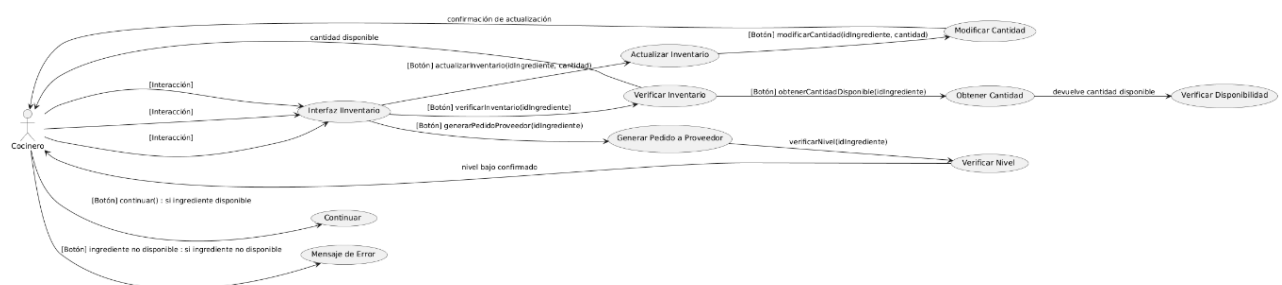 confirmación de actualización
[Botón] modificarCantidad(idIngrediente, cantidad)
Modificar Cantidad
cantidad disponible
Actualizar Inventario
[Botón] actualizarInventario(idIngrediente, cantidad)
[Interacción]
Interfaz IInventario
[Botón] verificarInventario(idIngrediente)
Verificar Inventario
[Botón] obtenerCantidadDisponible(idIngrediente)
Obtener Cantidad
devuelve cantidad disponible
Verificar Disponibilidad
[Interacción]
[Botón] generarPedidoProveedor(idIngrediente)
[Interacción]
Generar Pedido a Proveedor
verificarNivel(idIngrediente)
Cocinero
nivel bajo confirmado
Verificar Nivel
[Botón] continuar() : si ingrediente disponible
Continuar
[Botón] ingrediente no disponible : si ingrediente no disponible
Mensaje de Error